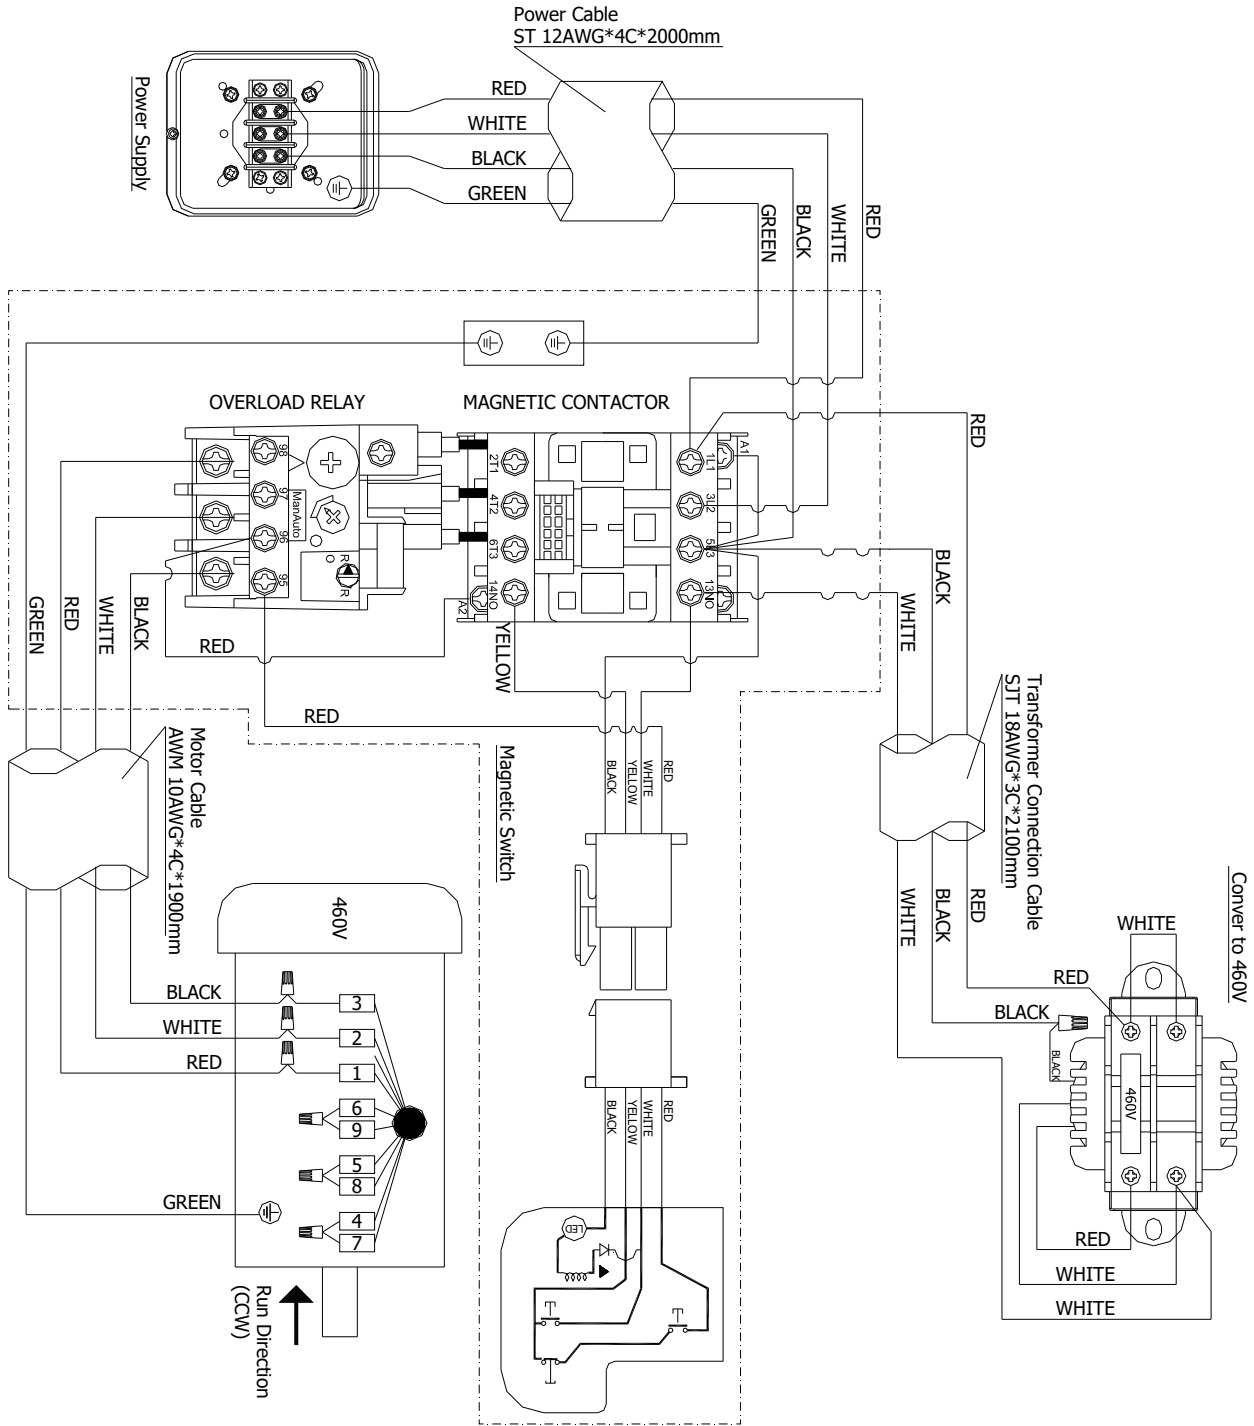 Power Cable
ST 12AWG*4C*2000mm
Power Supply
RED
WHITE
BLACK
GREEN
GREEN
BLACK
WHITE
RED
OVERLOAD RELAY
MAGNETIC CONTACTOR
98
97
96
95
ManAuto
R
O
R
2T1
4T2
6T3
14NO
A2
1L1
3L2
5L3
13NO
A1
RED
BLACK
WHITE
GREEN
RED
WHITE
BLACK
RED
YELLOW
RED
Motor Cable
AWM 10AWG*4C*1900mm
Magnetic Switch
BLACK
YELLOW
WHITE
RED
Transformer Connection Cable
SJT 18AWG*3C*2100mm
WHITE
BLACK
RED
Conver to 460V
WHITE
RED
BLACK
BLACK
460V
RED
WHITE
WHITE
460V
BLACK
WHITE
RED
GREEN
3
2
1
6
9
5
8
4
7
Run Direction
(CCW)
BLACK
YELLOW
WHITE
RED
LED